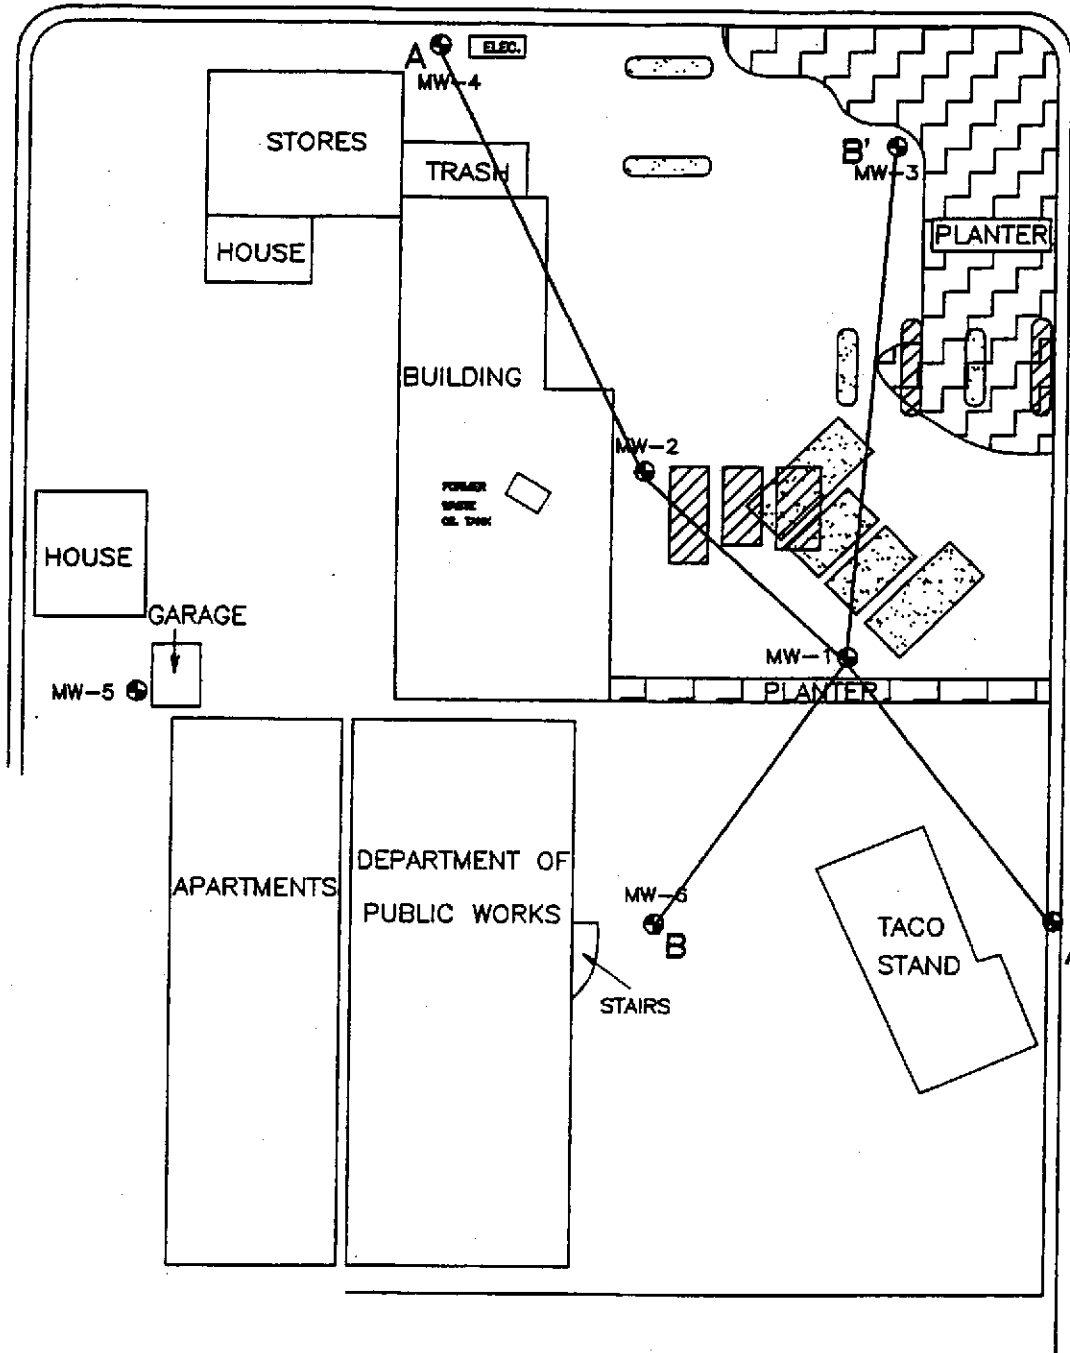 ELEC.
A
MW-4
STORES
TRASH
B'
MW-3
HOUSE
PLANTER
BUILDING
MW-2
FORMER
WASTE
OIL TANK
HOUSE
GARAGE
MW-1
MW-5
PLANTER
DEPARTMENT OF
PUBLIC WORKS
APARTMENTS
MW-6
B
TACO
STAND
STAIRS